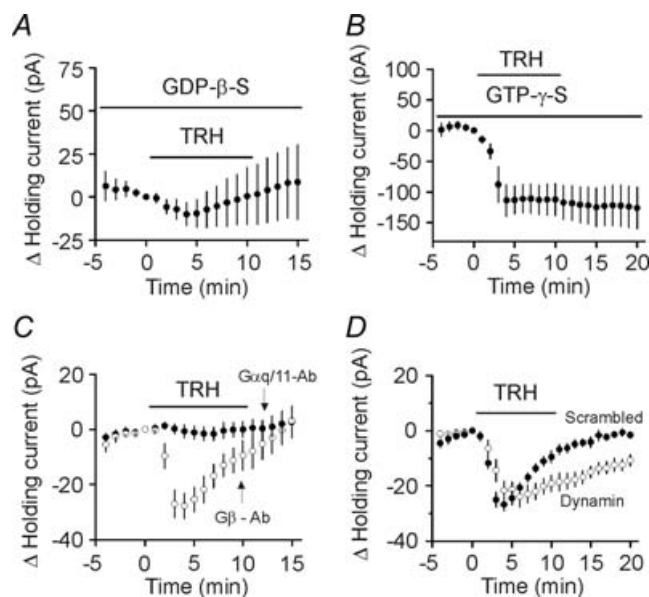 A
Δ Holding current (pA)
75
50
25
0
-25
GDP-β-S
TRH
-5 0 5 10 15
Time (min)
B
Δ Holding current (pA)
100
50
0
-50
-100
-150
TRH
GTP-γ-S
-5 0 5 10 15 20
Time (min)
C
Δ Holding current (pA)
20
0
-20
-40
TRH
Gαq/11-Ab
Gβ - Ab
-5 0 5 10 15
Time (min)
D
Δ Holding current (pA)
20
0
-20
-40
TRH
Scrambled
Dynamin
-5 0 5 10 15 20
Time (min)